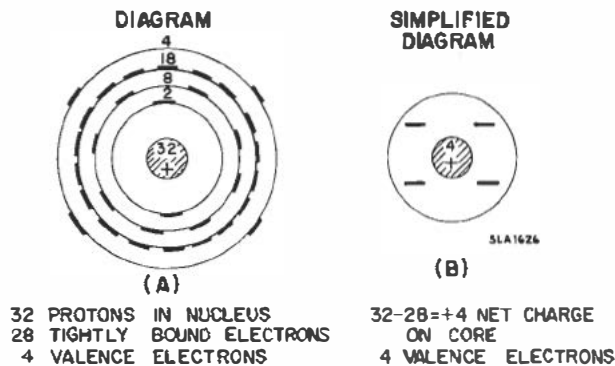 DIAGRAM
4
18
8
2
32
+
(A)
32 PROTONS IN NUCLEUS
28 TIGHTLY BOUND ELECTRONS
4 VALENCE ELECTRONS
SIMPLIFIED
DIAGRAM
4
+
SLA1626
(B)
32-28=+4 NET CHARGE
ON CORE
4 VALENCE ELECTRONS